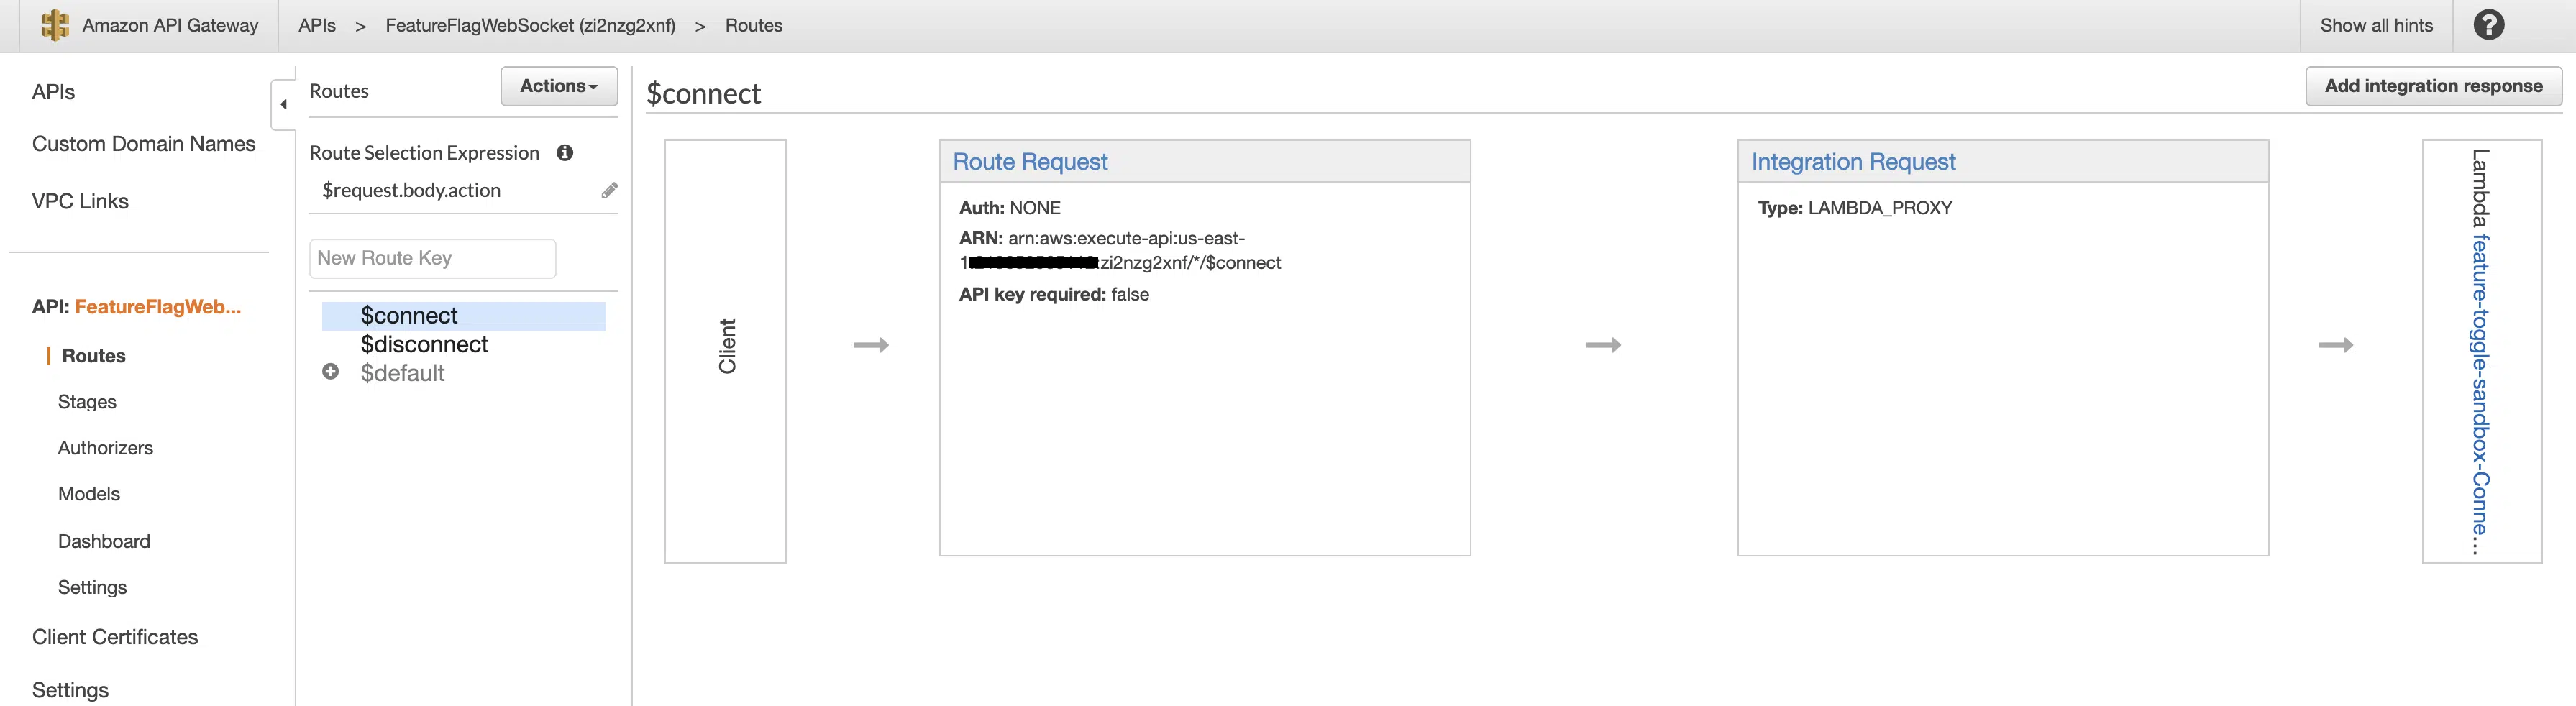 Amazon API Gateway
APIs > FeatureFlagWebSocket (zi2nzg2xnf) > Routes
Show all hints
?
APIs
Custom Domain Names
VPC Links
API: FeatureFlagWeb...
Routes
Stages
Authorizers
Models
Dashboard
Settings
Client Certificates
Settings
Routes
Actions
Route Selection Expression
$request.body.action
New Route Key
$connect
$disconnect
$default
$connect
Add integration response
Client
Route Request
Auth: NONE
ARN: arn:aws:execute-api:us-east-
1:zi2nzg2xnf/*/$connect
API key required: false
Integration Request
Type: LAMBDA_PROXY
Lambda feature-toggle-sandbox-Conne...